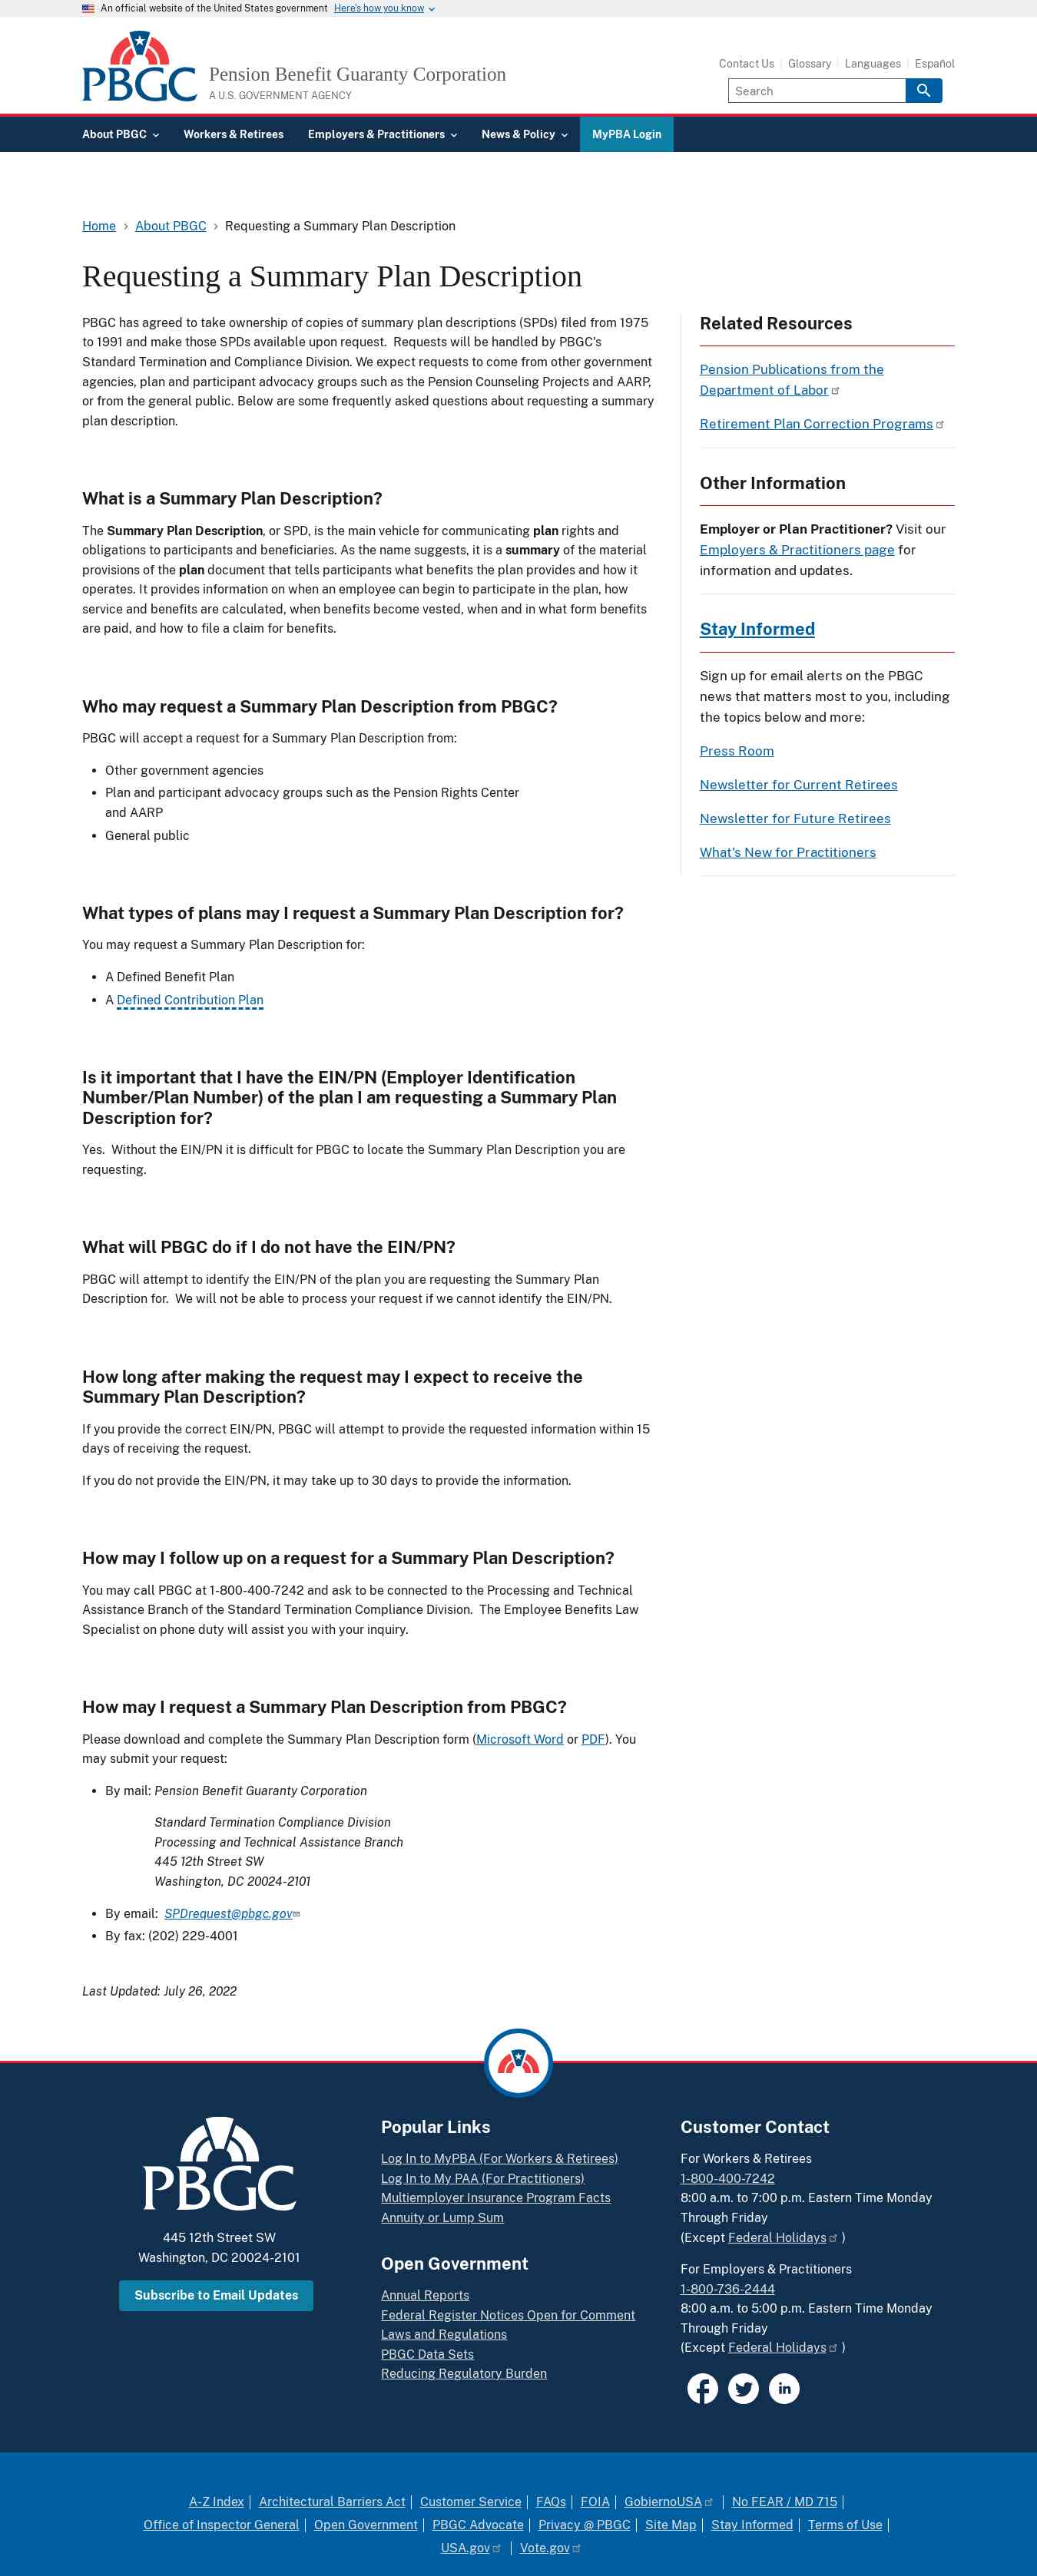 An official website of the United States government Here's how you know
PBGC
Pension Benefit Guaranty Corporation
A U.S. GOVERNMENT AGENCY
Contact Us | Glossary | Languages | Español
Search
About PBGC Workers & Retirees Employers & Practitioners News & Policy MyPBA Login
Home > About PBGC > Requesting a Summary Plan Description
Requesting a Summary Plan Description
PBGC has agreed to take ownership of copies of summary plan descriptions (SPDs) filed from 1975
to 1991 and make those SPDs available upon request. Requests will be handled by PBGC's
Standard Termination and Compliance Division. We expect requests to come from other government
agencies, plan and participant advocacy groups such as the Pension Counseling Projects and AARP,
or from the general public. Below are some frequently asked questions about requesting a summary
plan description.
What is a Summary Plan Description?
The Summary Plan Description, or SPD, is the main vehicle for communicating plan rights and
obligations to participants and beneficiaries. As the name suggests, it is a summary of the material
provisions of the plan document that tells participants what benefits the plan provides and how it
operates. It provides information on when an employee can begin to participate in the plan, how
service and benefits are calculated, when benefits become vested, when and in what form benefits
are paid, and how to file a claim for benefits.
Who may request a Summary Plan Description from PBGC?
PBGC will accept a request for a Summary Plan Description from:
• Other government agencies
• Plan and participant advocacy groups such as the Pension Rights Center
and AARP
• General public
What types of plans may I request a Summary Plan Description for?
You may request a Summary Plan Description for:
• A Defined Benefit Plan
• A Defined Contribution Plan
Is it important that I have the EIN/PN (Employer Identification
Number/Plan Number) of the plan I am requesting a Summary Plan
Description for?
Yes. Without the EIN/PN it is difficult for PBGC to locate the Summary Plan Description you are
requesting.
What will PBGC do if I do not have the EIN/PN?
PBGC will attempt to identify the EIN/PN of the plan you are requesting the Summary Plan
Description for. We will not be able to process your request if we cannot identify the EIN/PN.
How long after making the request may I expect to receive the
Summary Plan Description?
If you provide the correct EIN/PN, PBGC will attempt to provide the requested information within 15
days of receiving the request.
If you do not provide the EIN/PN, it may take up to 30 days to provide the information.
How may I follow up on a request for a Summary Plan Description?
You may call PBGC at 1-800-400-7242 and ask to be connected to the Processing and Technical
Assistance Branch of the Standard Termination Compliance Division. The Employee Benefits Law
Specialist on phone duty will assist you with your inquiry.
How may I request a Summary Plan Description from PBGC?
Please download and complete the Summary Plan Description form (Microsoft Word or PDF). You
may submit your request:
• By mail: Pension Benefit Guaranty Corporation
Standard Termination Compliance Division
Processing and Technical Assistance Branch
445 12th Street SW
Washington, DC 20024-2101
• By email: SPDrequest@pbgc.gov
• By fax: (202) 229-4001
Last Updated: July 26, 2022
Related Resources
Pension Publications from the
Department of Labor
Retirement Plan Correction Programs
Other Information
Employer or Plan Practitioner? Visit our
Employers & Practitioners page for
information and updates.
Stay Informed
Sign up for email alerts on the PBGC
news that matters most to you, including
the topics below and more:
Press Room
Newsletter for Current Retirees
Newsletter for Future Retirees
What's New for Practitioners
PBGC
445 12th Street SW
Washington, DC 20024-2101
Subscribe to Email Updates
Popular Links
Log In to MyPBA (For Workers & Retirees)
Log In to My PAA (For Practitioners)
Multiemployer Insurance Program Facts
Annuity or Lump Sum
Open Government
Annual Reports
Federal Register Notices Open for Comment
Laws and Regulations
PBGC Data Sets
Reducing Regulatory Burden
Customer Contact
For Workers & Retirees
1-800-400-7242
8:00 a.m. to 7:00 p.m. Eastern Time Monday
Through Friday
(Except Federal Holidays )
For Employers & Practitioners
1-800-736-2444
8:00 a.m. to 5:00 p.m. Eastern Time Monday
Through Friday
(Except Federal Holidays )
in
A-Z Index | Architectural Barriers Act | Customer Service | FAQs | FOIA | GobiernoUSA | No FEAR / MD 715 |
Office of Inspector General | Open Government | PBGC Advocate | Privacy @ PBGC | Site Map | Stay Informed | Terms of Use |
USA.gov | Vote.gov